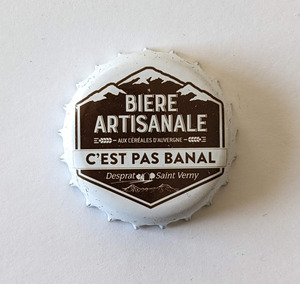 BIÈRE
ARTISANALE
AUX CÉRÉALES D'AUVERGNE
C'EST PAS BANAL
Desprat Saint Verny